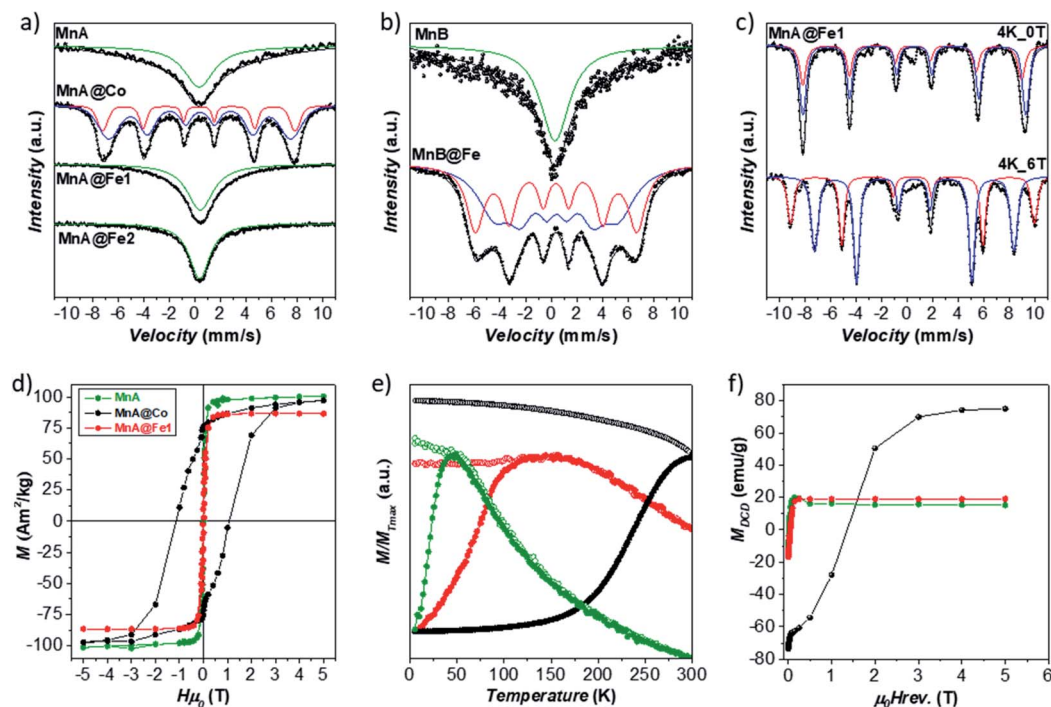 a)
MnA
MnA@Co
MnA@Fe1
MnA@Fe2
Intensity (a.u.)
-10 -8 -6 -4 -2 0 2 4 6 8 10
Velocity (mm/s)
b)
MnB
MnB@Fe
Intensity (a.u.)
-10 -8 -6 -4 -2 0 2 4 6 8 10
Velocity (mm/s)
c)
MnA@Fe1
4K_0T
4K_6T
Intensity (a.u.)
-10 -8 -6 -4 -2 0 2 4 6 8 10
Velocity (mm/s)
d)
MnA
MnA@Co
MnA@Fe1
M (Am²/kg)
100
75
50
25
0
-25
-50
-75
-100
-5 -4 -3 -2 -1 0 1 2 3 4 5
Hμ₀ (T)
e)
M/M_Tmax (a.u.)
0 50 100 150 200 250 300
Temperature (K)
f)
M_DCD (emu/g)
80
60
40
20
0
-20
-40
-60
-80
0 1 2 3 4 5 6
μ₀Hrev. (T)